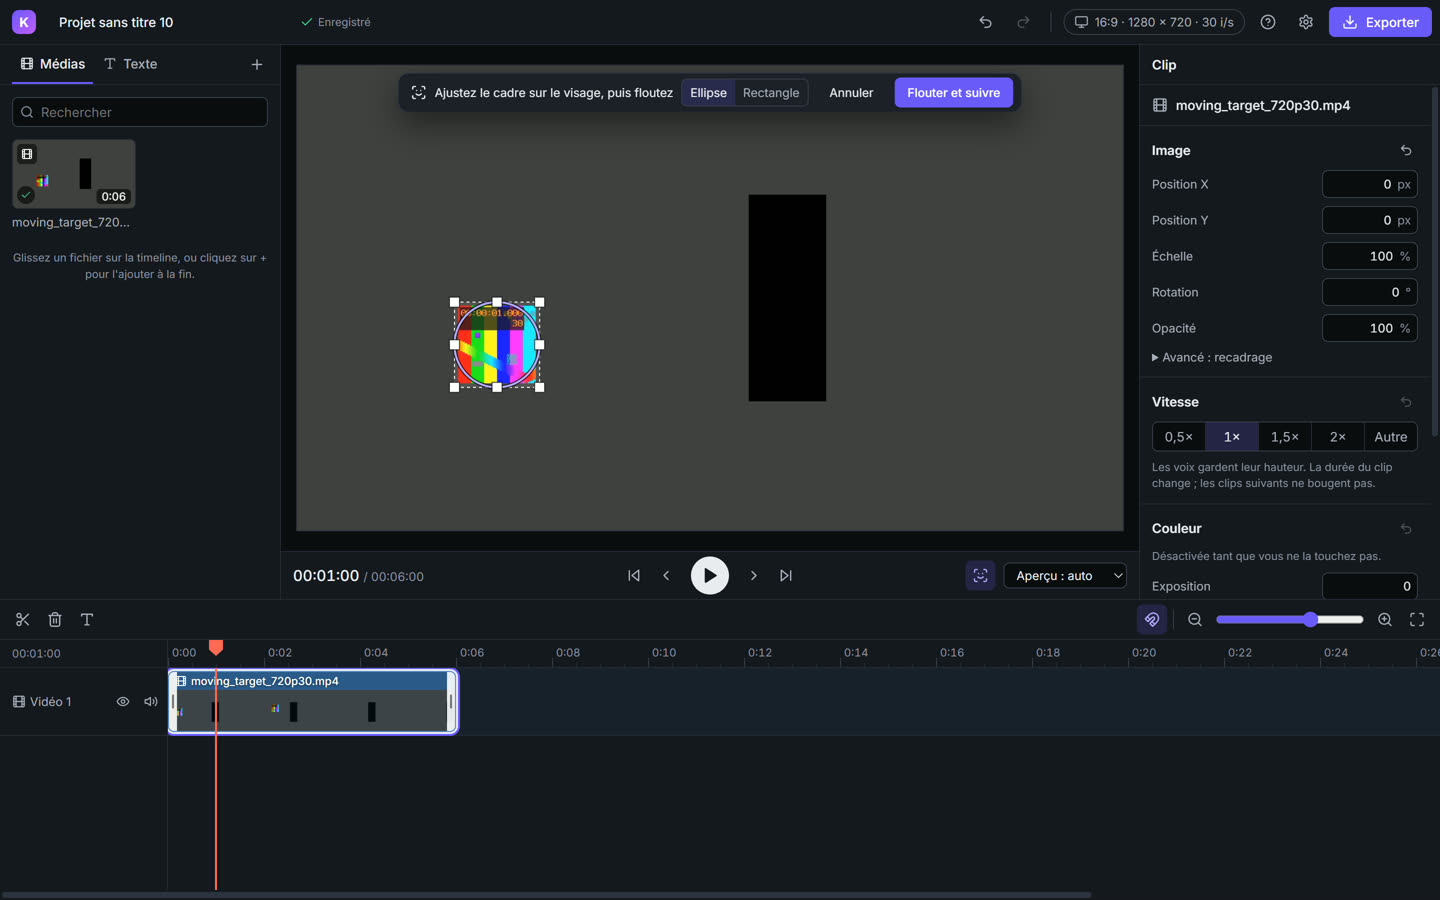 K
Projet sans titre 10
Enregistré
16:9 · 1280 × 720 · 30 i/s
Exporter
Médias
Texte
Rechercher
0:06
moving_target_720...
Glissez un fichier sur la timeline, ou cliquez sur +
pour l'ajouter à la fin.
Ajustez le cadre sur le visage, puis floutez
Ellipse
Rectangle
Annuler
Flouter et suivre
30
00:01:00 / 00:06:00
Aperçu : auto
Clip
moving_target_720p30.mp4
Image
Position X
0 px
Position Y
0 px
Échelle
100 %
Rotation
0 °
Opacité
100 %
Avancé : recadrage
Vitesse
0,5×
1×
1,5×
2×
Autre
Les voix gardent leur hauteur. La durée du clip
change ; les clips suivants ne bougent pas.
Couleur
Désactivée tant que vous ne la touchez pas.
Exposition
0
00:01:00
0:00
0:02
0:04
0:06
0:08
0:10
0:12
0:14
0:16
0:18
0:20
0:22
0:24
Vidéo 1
moving_target_720p30.mp4